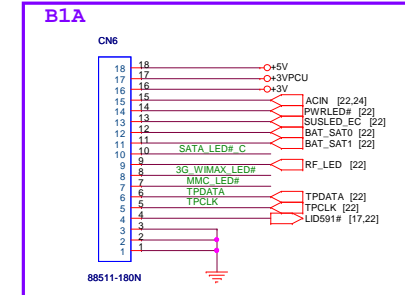 B1A
CN6
18 18 +5V
17 17 +3VPCU
16 16 +3V
15 15 ACIN [22,24]
14 14 PWRLED# [22]
13 13 SUSLED_EC [22]
12 12 BAT_SAT0 [22]
11 11 BAT_SAT1 [22]
10 10 SATA_LED#_C
9 9 RF_LED [22]
8 8 3G_WIMAX_LED#
7 7 MMC_LED#
6 6 TPDATA TPDATA [22]
5 5 TPCLK TPCLK [22]
4 4 LID591# [17,22]
3 3
2 2
1 1
88511-180N